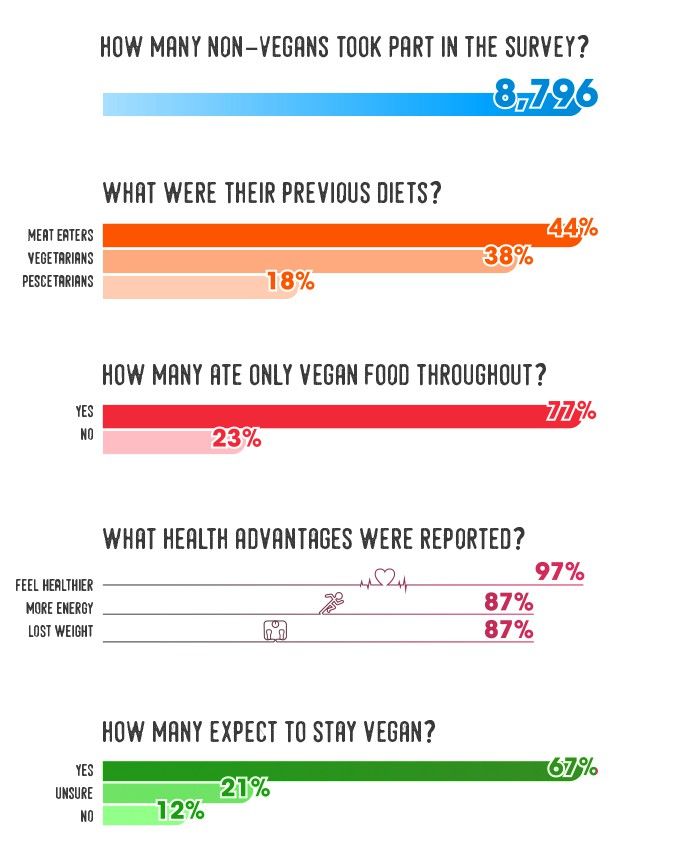 HOW MANY NON-VEGANS TOOK PART IN THE SURVEY?
8,796
WHAT WERE THEIR PREVIOUS DIETS?
MEAT EATERS 44%
VEGETARIANS 38%
PESCETARIANS 18%
HOW MANY ATE ONLY VEGAN FOOD THROUGHOUT?
YES 77%
NO 23%
WHAT HEALTH ADVANTAGES WERE REPORTED?
FEEL HEALTHIER 97%
MORE ENERGY 87%
LOST WEIGHT 87%
HOW MANY EXPECT TO STAY VEGAN?
YES 67%
UNSURE 21%
NO 12%